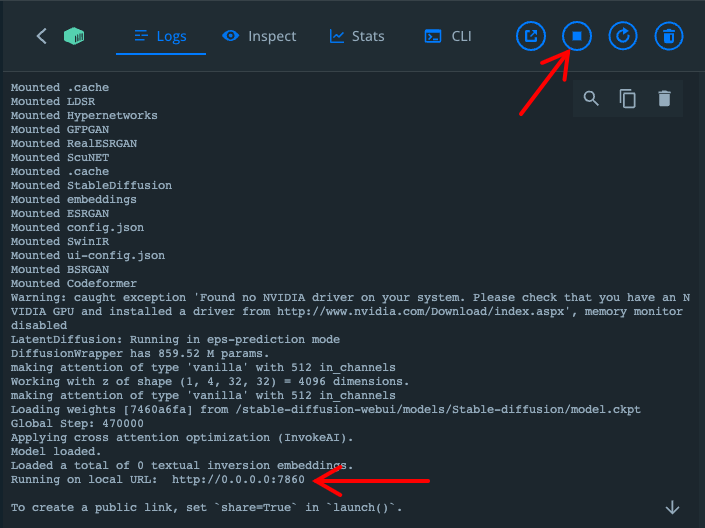 Logs Inspect Stats CLI
Mounted .cache
Mounted LDSR
Mounted Hypernetworks
Mounted GFPGAN
Mounted RealESRGAN
Mounted ScuNET
Mounted .cache
Mounted StableDiffusion
Mounted embeddings
Mounted ESRGAN
Mounted config.json
Mounted SwinIR
Mounted ui-config.json
Mounted BSRGAN
Mounted Codeformer
Warning: caught exception 'Found no NVIDIA driver on your system. Please check that you have an N
VIDIA GPU and installed a driver from http://www.nvidia.com/Download/index.aspx', memory monitor
disabled
LatentDiffusion: Running in eps-prediction mode
DiffusionWrapper has 859.52 M params.
making attention of type 'vanilla' with 512 in_channels
Working with z of shape (1, 4, 32, 32) = 4096 dimensions.
making attention of type 'vanilla' with 512 in_channels
Loading weights [7460a6fa] from /stable-diffusion-webui/models/Stable-diffusion/model.ckpt
Global Step: 470000
Applying cross attention optimization (InvokeAI).
Model loaded.
Loaded a total of 0 textual inversion embeddings.
Running on local URL:  http://0.0.0.0:7860
To create a public link, set `share=True` in `launch()`.